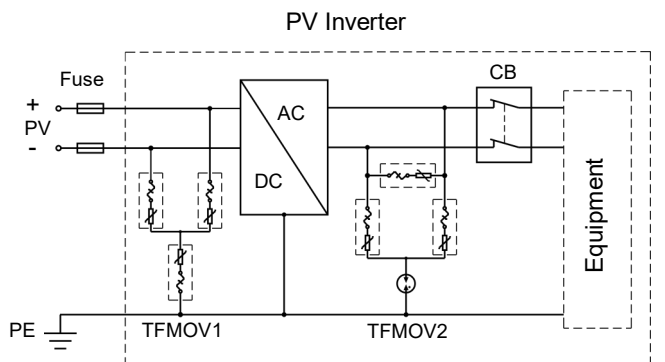 PV Inverter
Fuse
CB
+
PV
-
AC
DC
Equipment
PE
TFMOV1
TFMOV2